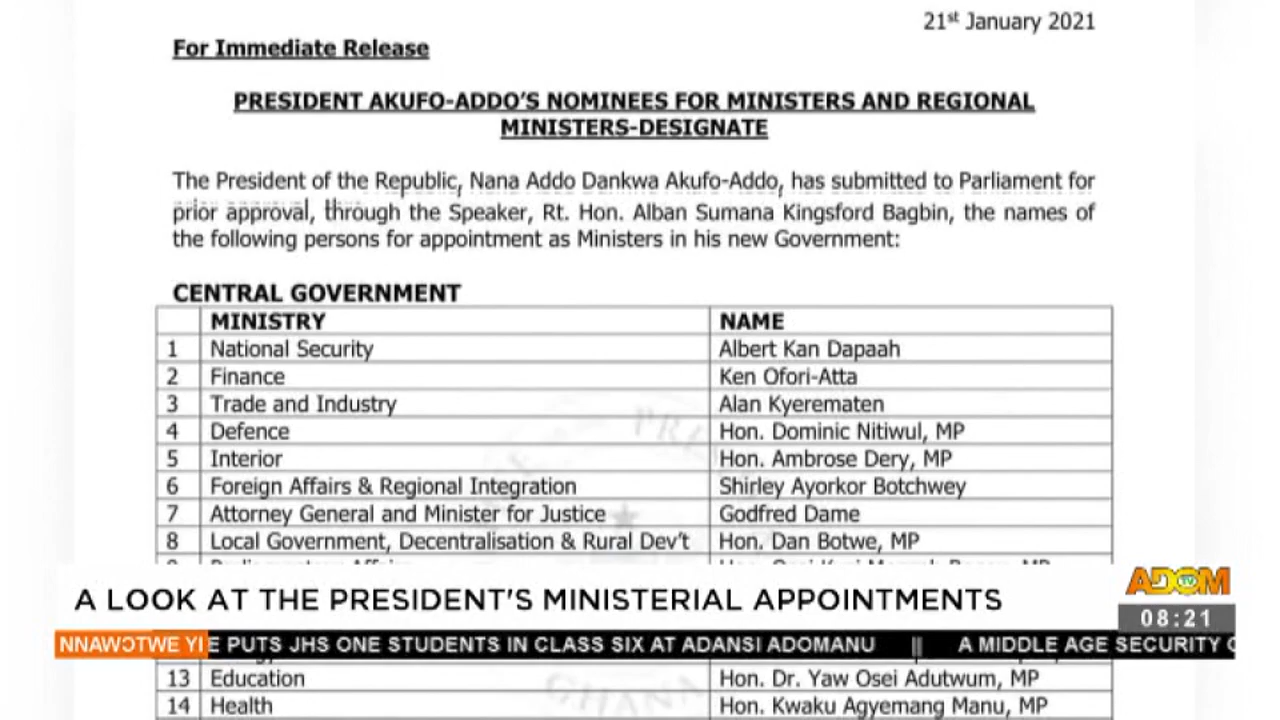 21st January 2021
For Immediate Release
PRESIDENT AKUFO-ADDO'S NOMINEES FOR MINISTERS AND REGIONAL
MINISTERS-DESIGNATE
The President of the Republic, Nana Addo Dankwa Akufo-Addo, has submitted to Parliament for
prior approval, through the Speaker, Rt. Hon. Alban Sumana Kingsford Bagbin, the names of
the following persons for appointment as Ministers in his new Government:
CENTRAL GOVERNMENT
MINISTRY NAME
1 National Security Albert Kan Dapaah
2 Finance Ken Ofori-Atta
3 Trade and Industry Alan Kyerematen
4 Defence Hon. Dominic Nitiwul, MP
5 Interior Hon. Ambrose Dery, MP
6 Foreign Affairs & Regional Integration Shirley Ayorkor Botchwey
7 Attorney General and Minister for Justice Godfred Dame
8 Local Government, Decentralisation & Rural Dev't Hon. Dan Botwe, MP
A LOOK AT THE PRESIDENT'S MINISTERIAL APPOINTMENTS
ADOM TV
08:21
NNAWƆTWE YI E PUTS JHS ONE STUDENTS IN CLASS SIX AT ADANSI ADOMANU || A MIDDLE AGE SECURITY
13 Education Hon. Dr. Yaw Osei Adutwum, MP
14 Health Hon. Kwaku Agyemang Manu, MP
GHANA